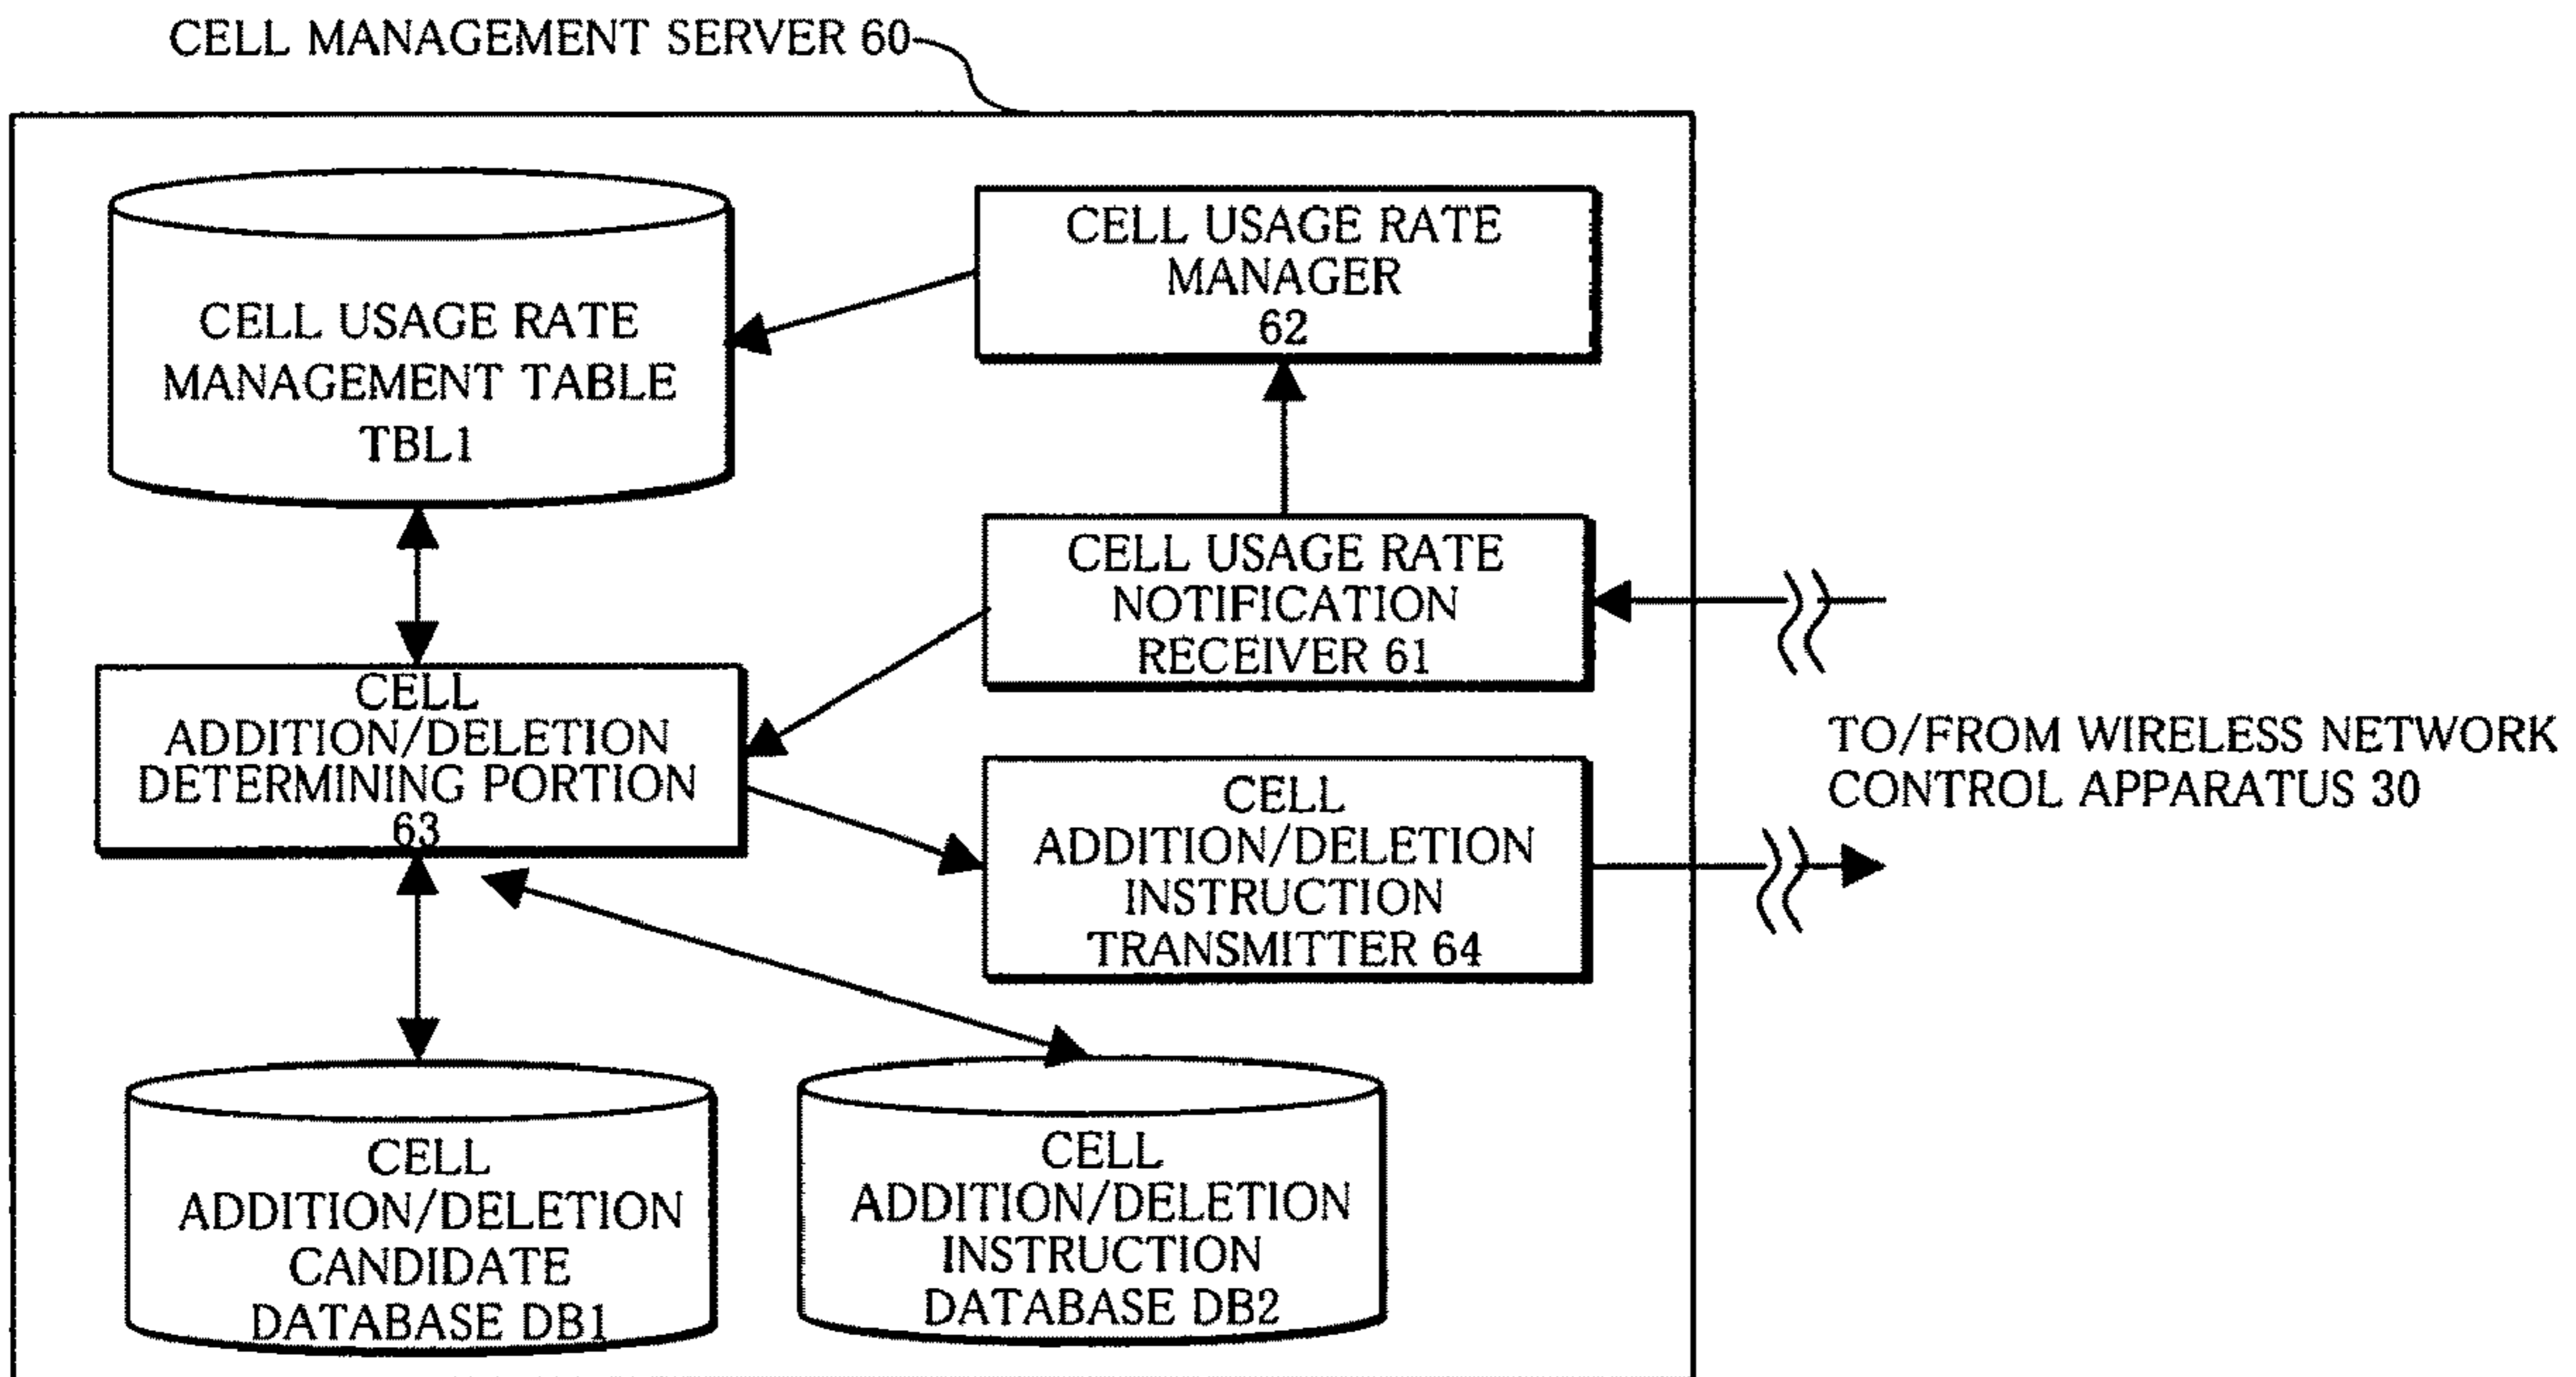 CELL MANAGEMENT SERVER 60
CELL USAGE RATE
MANAGEMENT TABLE
TBL1
CELL USAGE RATE
MANAGER
62
CELL USAGE RATE
NOTIFICATION
RECEIVER 61
CELL
ADDITION/DELETION
DETERMINING PORTION
63
CELL
ADDITION/DELETION
INSTRUCTION
TRANSMITTER 64
TO/FROM WIRELESS NETWORK
CONTROL APPARATUS 30
CELL
ADDITION/DELETION
CANDIDATE
DATABASE DB1
CELL
ADDITION/DELETION
INSTRUCTION
DATABASE DB2